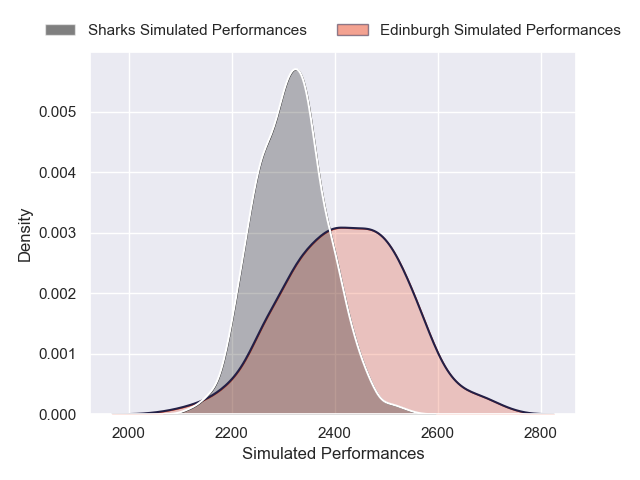 Sharks Simulated Performances Edinburgh Simulated Performances
0.005
0.004
0.003
0.002
0.001
0.000
Density
2000 2200 2400 2600 2800
Simulated Performances